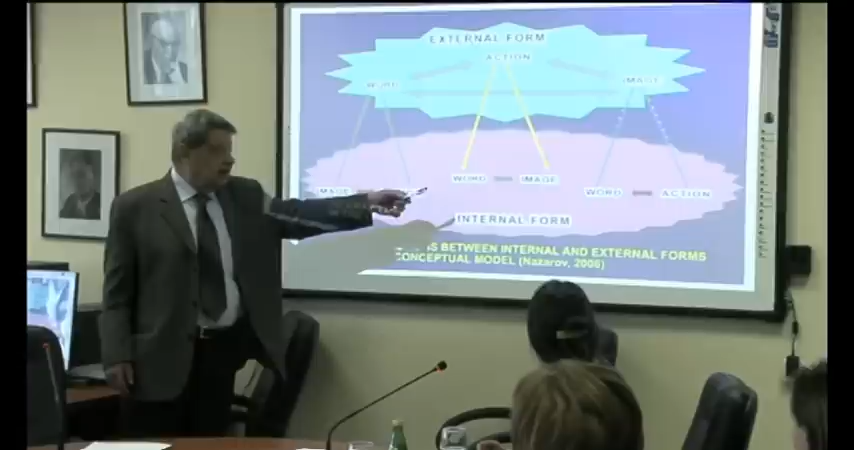 EXTERNAL FORM
ACTION
WORD
IMAGE
IMAGE
WORD
IMAGE
WORD
ACTION
INTERNAL FORM
BETWEEN INTERNAL AND EXTERNAL FORMS
CONCEPTUAL MODEL (Nazarov, 2006)